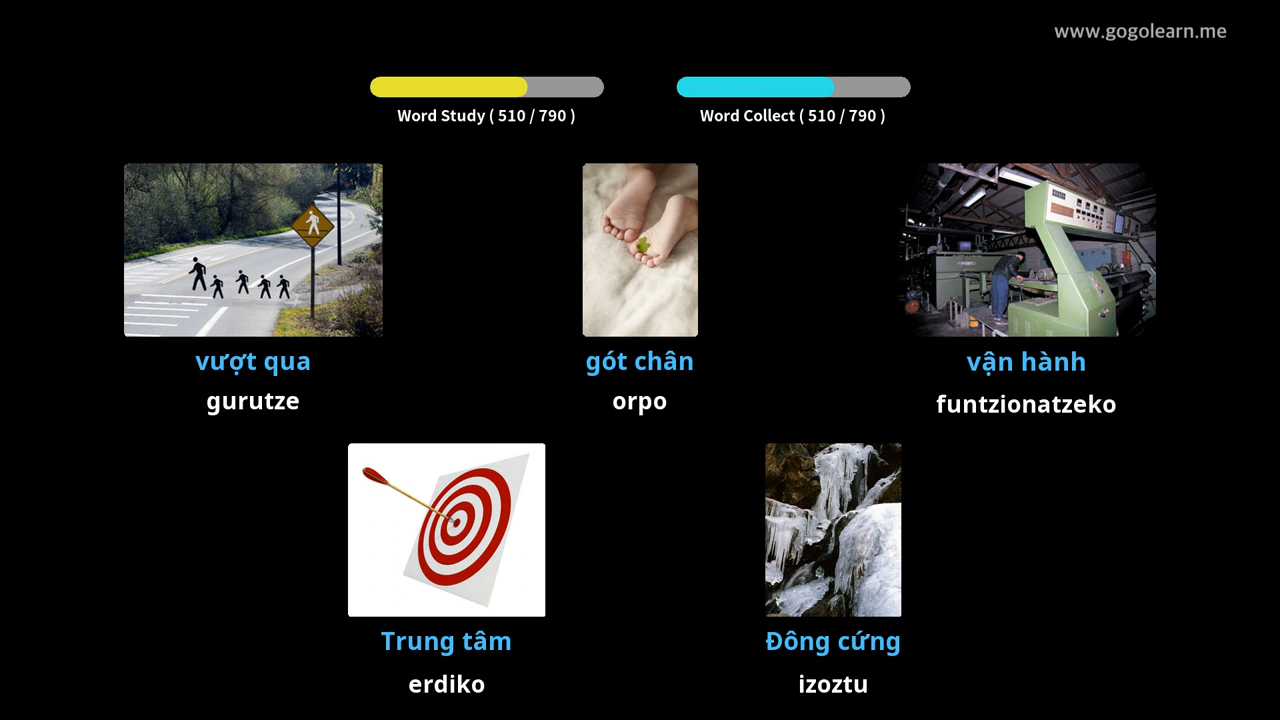 www.gogolearn.me
Word Study ( 510 / 790 )
Word Collect ( 510 / 790 )
vượt qua
gurutze
gót chân
orpo
vận hành
funtzionatzeko
Trung tâm
erdiko
Đông cứng
izoztu